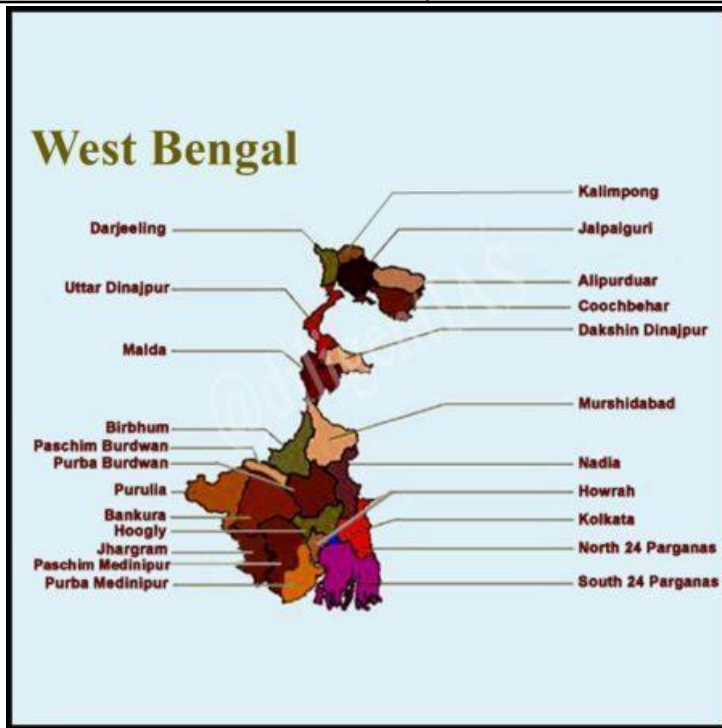 West Bengal
Kalimpong
Darjeeling
Jalpaiguri
Uttar Dinajpur
Alipurduar
Coochbehar
Dakshin Dinajpur
Malda
Murshidabad
Birbhum
Paschim Burdwan
Purba Burdwan
Nadia
Purulia
Howrah
Bankura
Kolkata
Hoogly
Jhargram
North 24 Parganas
Paschim Medinipur
Purba Medinipur
South 24 Parganas